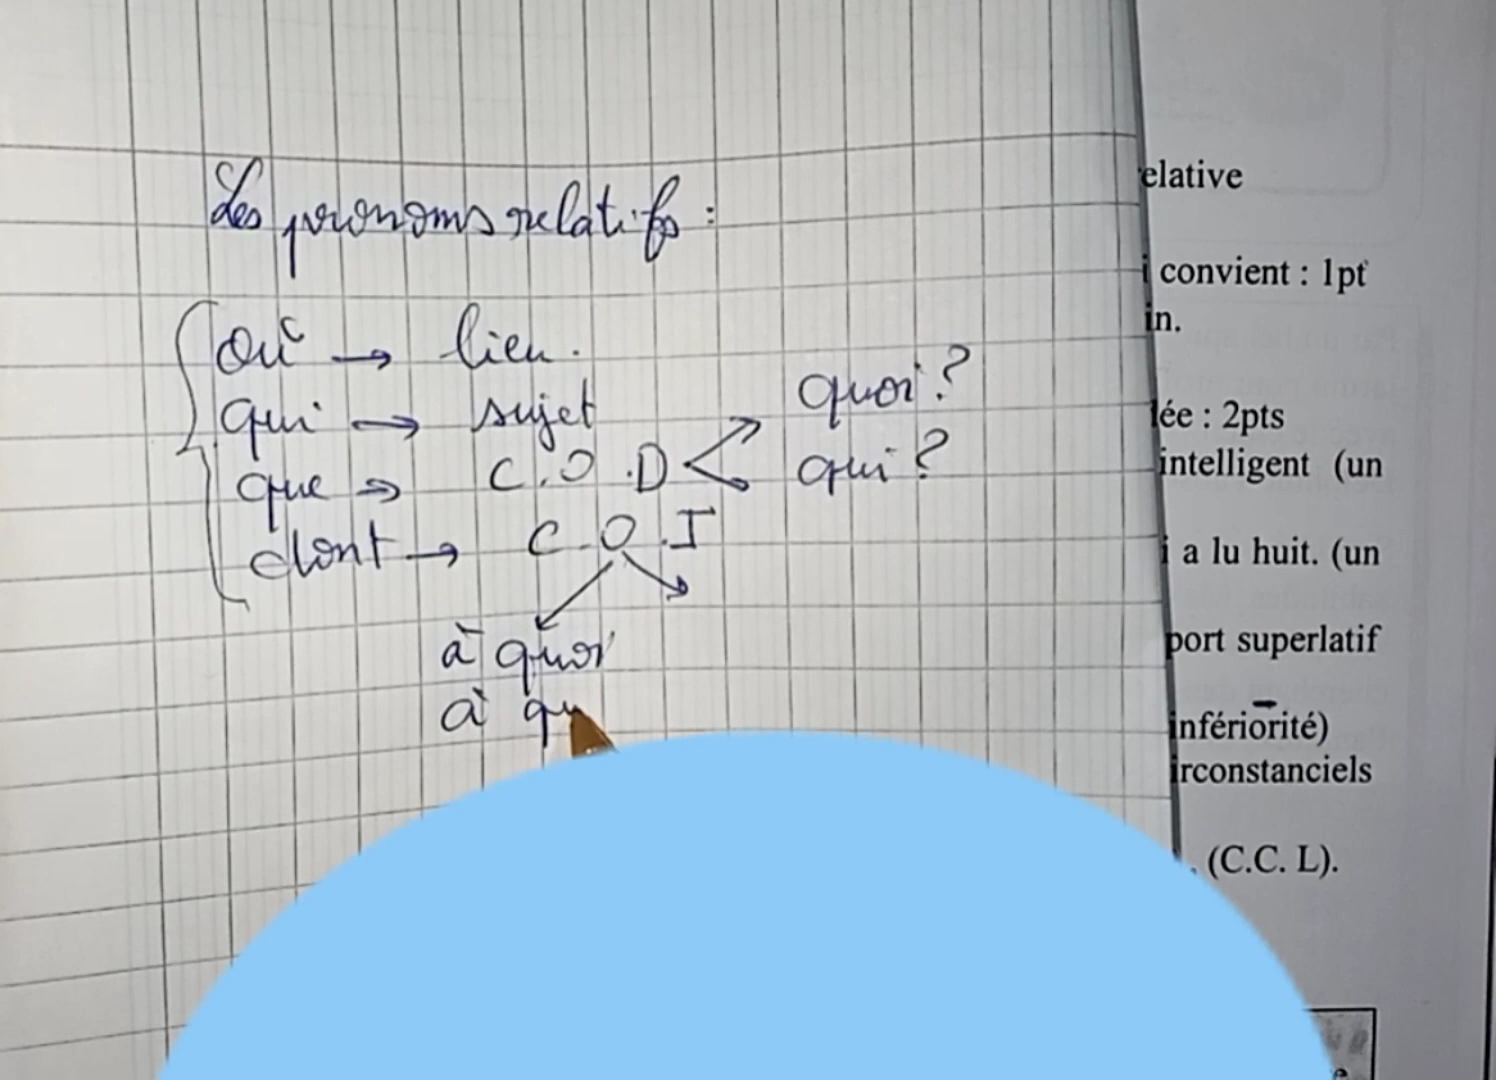 Les pronoms relatifs :
où → lieu.
qui → sujet
que → C.O.D quoi ?
qui ?
dont → C.O.I
à quoi
à qu
elative
i convient : 1pt
in.
lée : 2pts
intelligent (un
i a lu huit. (un
port superlatif
infériorité)
irconstanciels
. (C.C. L).